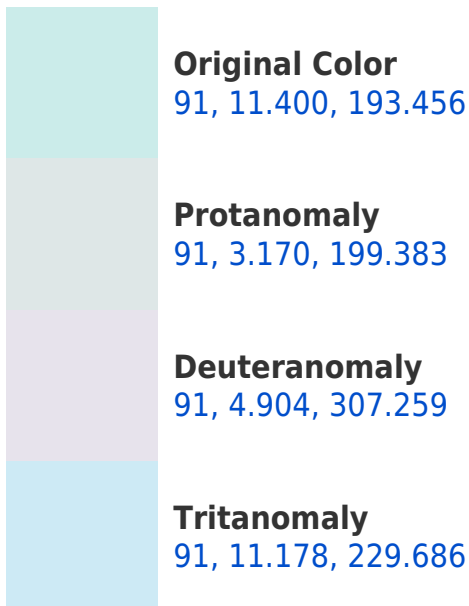 Original Color
91, 11.400, 193.456
Protanomaly
91, 3.170, 199.383
Deuteranomaly
91, 4.904, 307.259
Tritanomaly
91, 11.178, 229.686